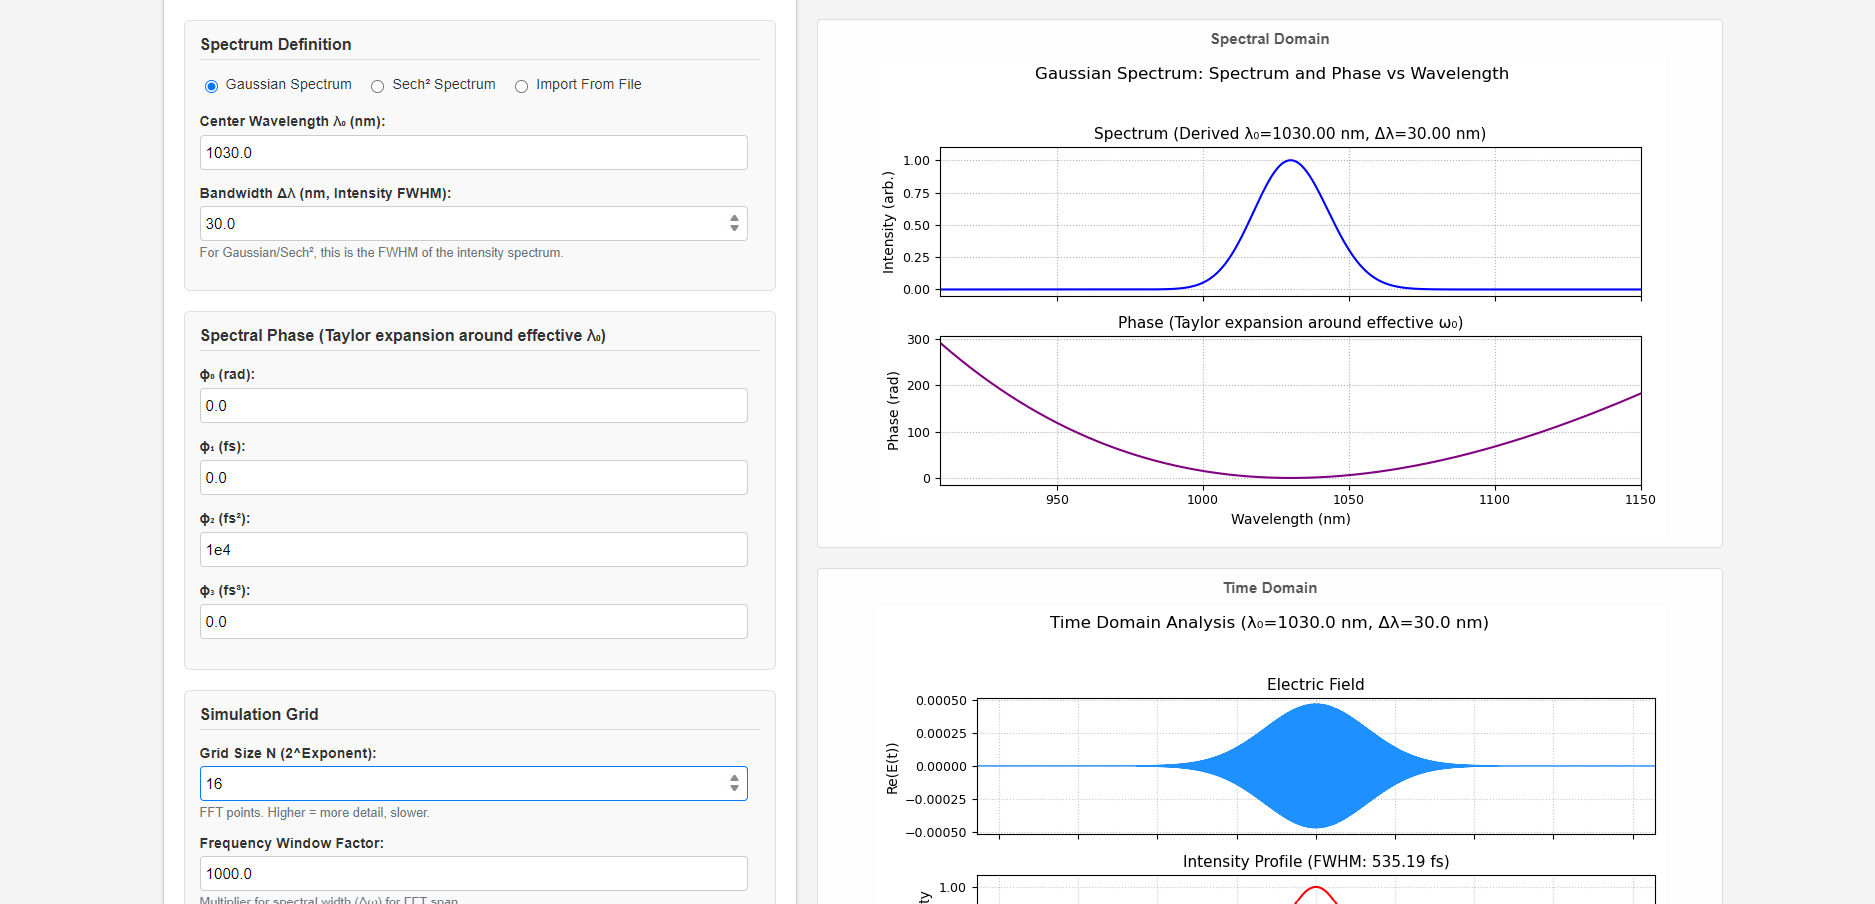 Spectrum Definition
Gaussian Spectrum Sech² Spectrum Import From File
Center Wavelength λ₀ (nm):
1030.0
Bandwidth Δλ (nm, Intensity FWHM):
30.0
For Gaussian/Sech², this is the FWHM of the intensity spectrum.
Spectral Phase (Taylor expansion around effective λ₀)
ϕ₀ (rad):
0.0
ϕ₁ (fs):
0.0
ϕ₂ (fs²):
1e4
ϕ₃ (fs³):
0.0
Simulation Grid
Grid Size N (2^Exponent):
16
FFT points. Higher = more detail, slower.
Frequency Window Factor:
1000.0
Multiplier for spectral width (Δω) for FFT span.
Spectral Domain
Gaussian Spectrum: Spectrum and Phase vs Wavelength
Spectrum (Derived λ₀=1030.00 nm, Δλ=30.00 nm)
Intensity (arb.)
1.00
0.75
0.50
0.25
0.00
Phase (Taylor expansion around effective ω₀)
Phase (rad)
300
200
100
0
950 1000 1050 1100 1150
Wavelength (nm)
Time Domain
Time Domain Analysis (λ₀=1030.0 nm, Δλ=30.0 nm)
Electric Field
Re(E(t))
0.00050
0.00025
0.00000
−0.00025
−0.00050
Intensity Profile (FWHM: 535.19 fs)
1.00